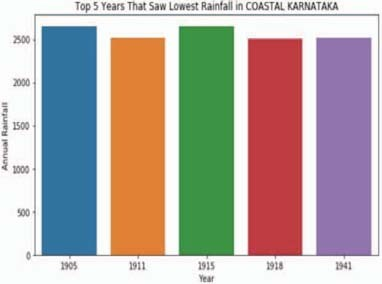 Top 5 Years That Saw Lowest Rainfall in COASTAL KARNATAKA
Annual Rainfall
2500
2000
1500
1000
500
0
1905 1911 1915 1918 1941
Year